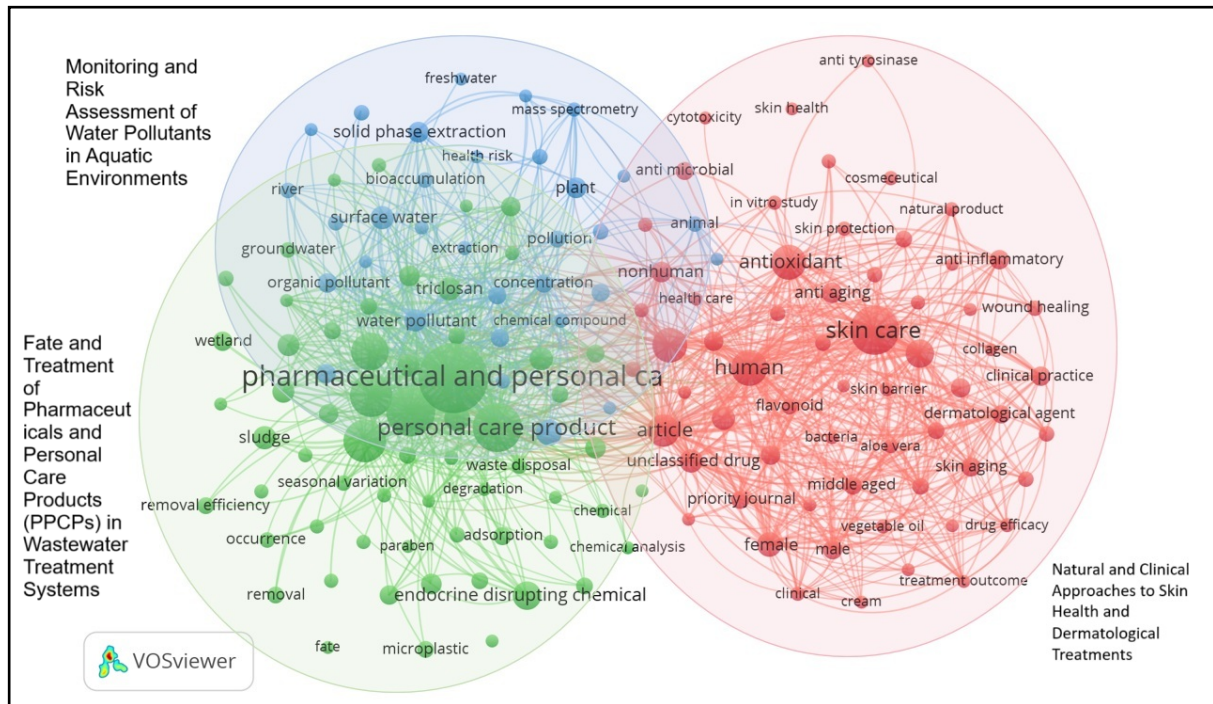 Monitoring and
Risk
Assessment of
Water Pollutants
in Aquatic
Environments
Fate and
Treatment
of
Pharmaceut
icals and
Personal
Care
Products
(PPCPs) in
Wastewater
Treatment
Systems
freshwater
mass spectrometry
solid phase extraction
health risk
bioaccumulation
plant
river
surface water
animal
groundwater
extraction
pollution
organic pollutant
triclosan
concentration
water pollutant
chemical compound
wetland
pharmaceutical and personal ca
personal care product
sludge
waste disposal
seasonal variation
degradation
removal efficiency
chemical
occurrence
paraben
adsorption
chemical analysis
removal
endocrine disrupting chemical
fate
microplastic
anti tyrosinase
skin health
cytotoxicity
anti microbial
cosmeceutical
in vitro study
natural product
skin protection
nonhuman
antioxidant
anti inflammatory
health care
anti aging
wound healing
skin care
collagen
human
clinical practice
skin barrier
flavonoid
dermatological agent
article
bacteria
aloe vera
unclassified drug
skin aging
middle aged
priority journal
vegetable oil
drug efficacy
female
male
treatment outcome
clinical
cream
Natural and Clinical
Approaches to Skin
Health and
Dermatological
Treatments
VOSviewer